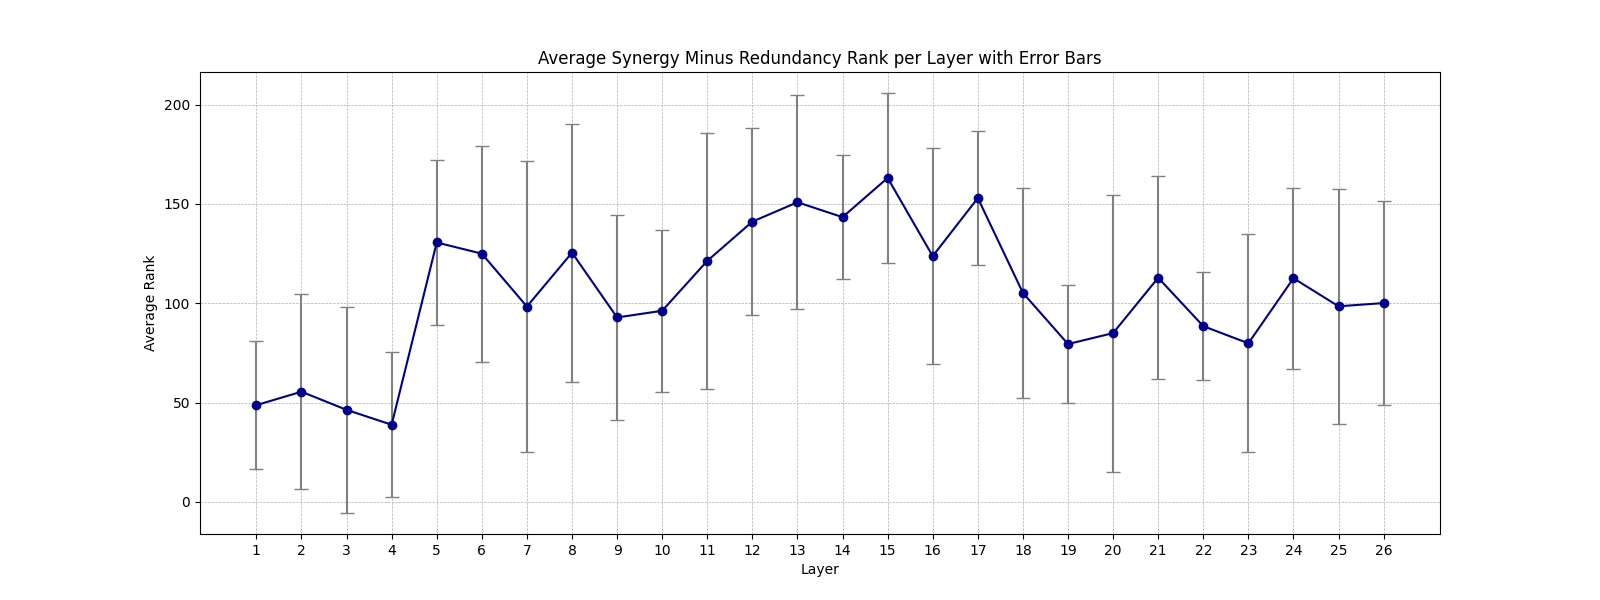 Average Synergy Minus Redundancy Rank per Layer with Error Bars
200
150
100
50
0
Average Rank
1 2 3 4 5 6 7 8 9 10 11 12 13 14 15 16 17 18 19 20 21 22 23 24 25 26
Layer